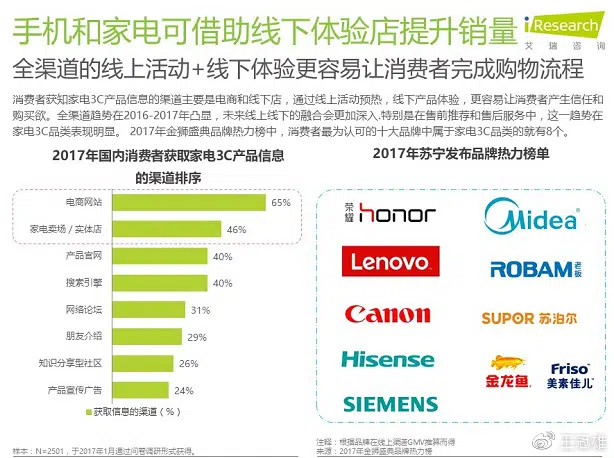 手机和家电可借助线下体验店提升销量
iResearch
艾瑞咨询
全渠道的线上活动+线下体验更容易让消费者完成购物流程
消费者获知家电3C产品信息的渠道主要是电商和线下店，通过线上活动预热，线下产品体验，更容易让消费者产生信任和
购买欲。全渠道趋势在2016-2017年凸显，未来线上线下的融合会更加深入.特别是在售前推荐和售后服务中，这一趋势在
家电3C品类表现明显。 2017年金狮盛典品牌热力榜中，消费者最为认可的十大品牌中属于家电3C品类的就有8个。
2017年国内消费者获取家电3C产品信息
的渠道排序
电商网站 65%
家电卖场/实体店 46%
产品官网 40%
搜索引擎 40%
网络论坛 31%
朋友介绍 29%
知识分享型社区 26%
产品宣传广告 24%
获取信息的渠道（%）
2017年苏宁发布品牌热力榜单
荣耀 honor
Midea
Lenovo
ROBAM 老板
Canon
SUPOR 苏泊尔
Hisense
金龙鱼
Friso
美素佳儿
SIEMENS
样本：N=2501，于2017年1月通过问卷调研形式获得。
注释：根据品牌在线上渠道GMV推算而得
来源：2017年金狮盛典品牌热力榜
王冠雄